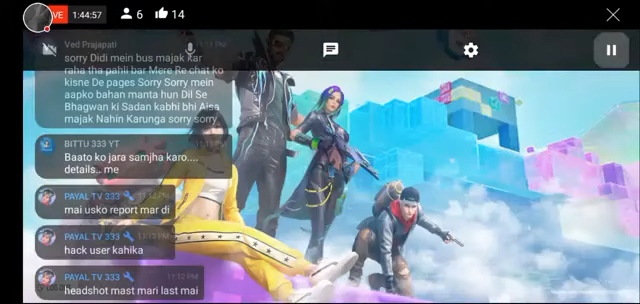 LIVE 1:44:57 6 14
Ved Prajapati
sorry Didi mein bus majak kar
raha tha pahli bar Mere Re chat ko
kisne De pages Sorry Sorry mein
aapko bahan manta hun Dil Se
Bhagwan ki Sadan kabhi bhi Aisa
majak Nahin Karunga sorry sorry
BITTU 333 YT
Baato ko jara samjha karo....
details.. me
PAYAL TV 333
mai usko report mar di
PAYAL TV 333
hack user kahika
PAYAL TV 333 11:12 PM
headshot mast mari last mai